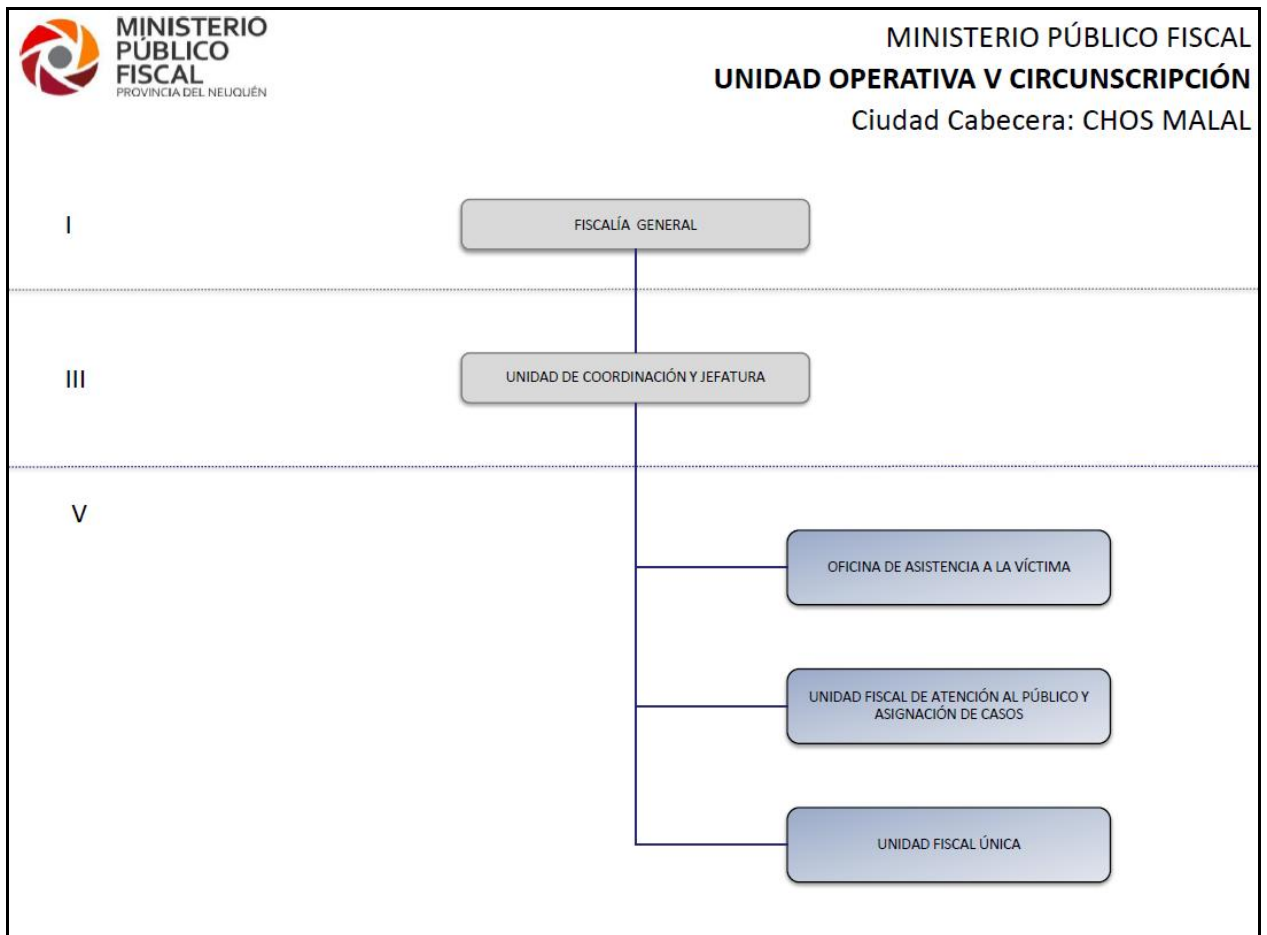 MINISTERIO
PÚBLICO
FISCAL
PROVINCIA DEL NEUQUÉN
MINISTERIO PÚBLICO FISCAL
UNIDAD OPERATIVA V CIRCUNSCRIPCIÓN
Ciudad Cabecera: CHOS MALAL
I
FISCALÍA GENERAL
III
UNIDAD DE COORDINACIÓN Y JEFATURA
V
OFICINA DE ASISTENCIA A LA VÍCTIMA
UNIDAD FISCAL DE ATENCIÓN AL PÚBLICO Y
ASIGNACIÓN DE CASOS
UNIDAD FISCAL ÚNICA